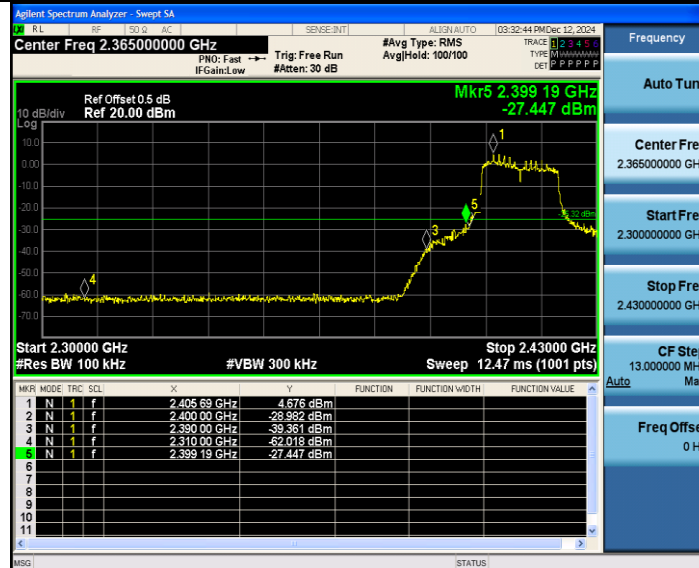 Agilent Spectrum Analyzer - Swept SA
RL RF 50 Ω AC SENSE:INT ALIGNAUTO 03:32:44 PM Dec 12, 2024
Center Freq 2.365000000 GHz
PNO: Fast Trig: Free Run
IFGain:Low #Atten: 30 dB
#Avg Type: RMS
Avg|Hold: 100/100
TRACE 1 2 3 4 5 6
TYPE M
DET P P P P P P
Frequency
Mkr5 2.399 19 GHz
-27.447 dBm
Ref Offset 0.5 dB
10 dB/div Ref 20.00 dBm
Log
10.0
0.00
-10.0
-20.0
-30.0
-40.0
-50.0
-60.0
-70.0
1
5
3
4
Start 2.30000 GHz Stop 2.43000 GHz
#Res BW 100 kHz #VBW 300 kHz Sweep 12.47 ms (1001 pts)
MKR MODE TRC SCL X Y FUNCTION FUNCTION WIDTH FUNCTION VALUE
1 N 1 f 2.405 69 GHz 4.676 dBm
2 N 1 f 2.400 00 GHz -28.982 dBm
3 N 1 f 2.390 00 GHz -39.361 dBm
4 N 1 f 2.310 00 GHz -62.018 dBm
5 N 1 f 2.399 19 GHz -27.447 dBm
6
7
8
9
10
11
MSG STATUS
Auto Tun
Center Fre
2.365000000 GH
Start Fre
2.300000000 GH
Stop Fre
2.430000000 GH
CF Ste
13.000000 MH
Auto Ma
Freq Offse
0 H